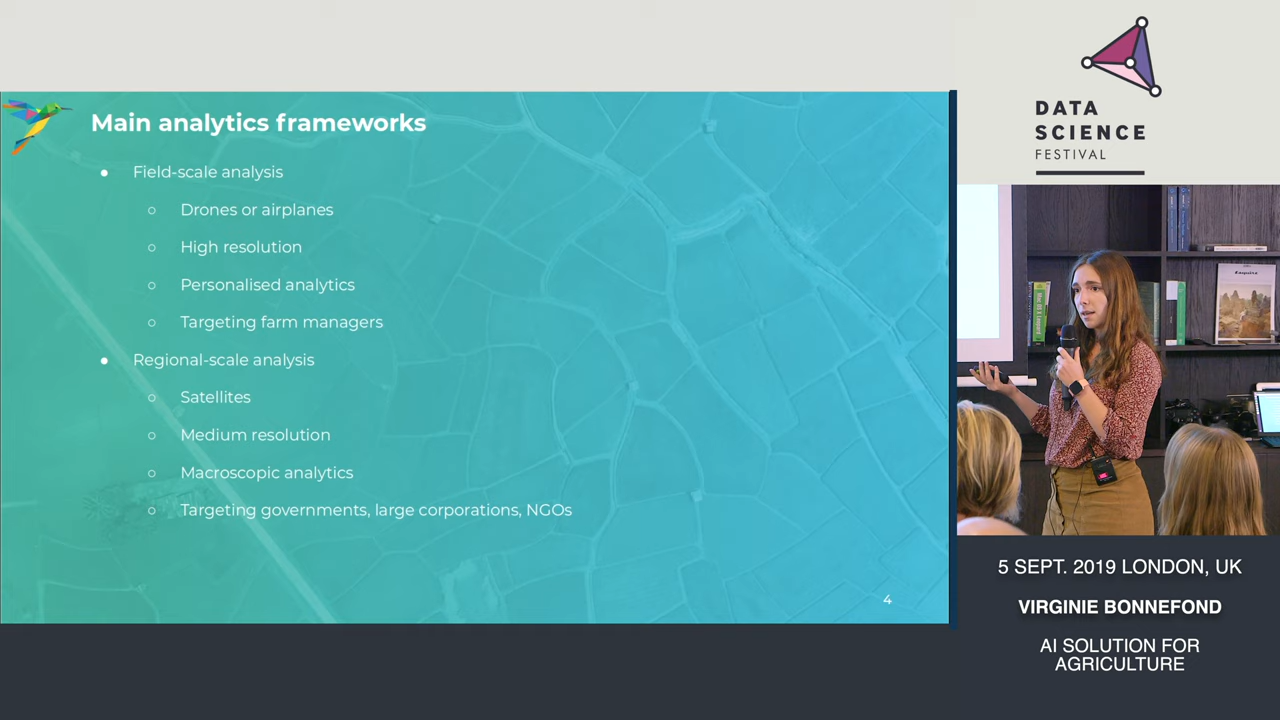 Main analytics frameworks
● Field-scale analysis
○ Drones or airplanes
○ High resolution
○ Personalised analytics
○ Targeting farm managers
● Regional-scale analysis
○ Satellites
○ Medium resolution
○ Macroscopic analytics
○ Targeting governments, large corporations, NGOs
4
DATA
SCIENCE
FESTIVAL
Esquire
5 SEPT. 2019 LONDON, UK
VIRGINIE BONNEFOND
AI SOLUTION FOR
AGRICULTURE